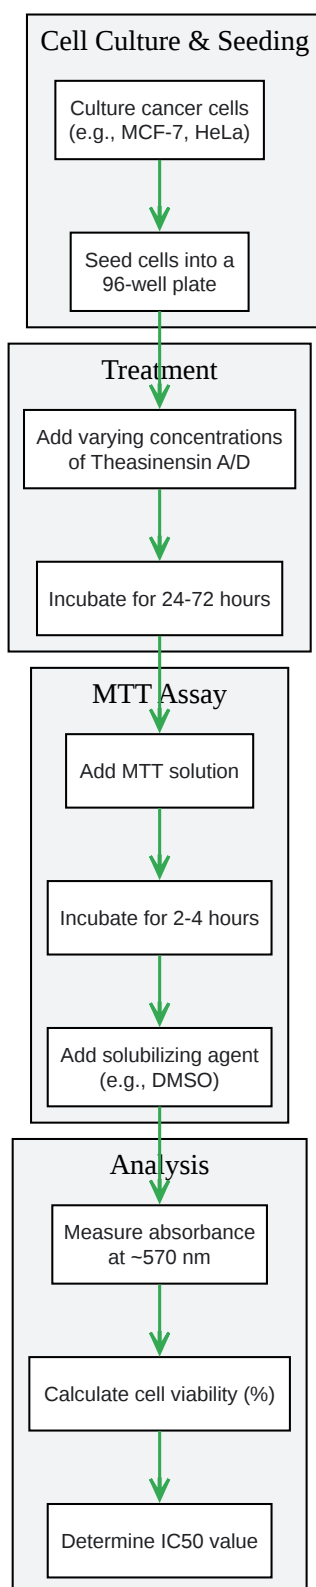 Cell Culture & Seeding
Culture cancer cells
(e.g., MCF-7, HeLa)
Seed cells into a
96-well plate
Treatment
Add varying concentrations
of Theasinensin A/D
Incubate for 24-72 hours
MTT Assay
Add MTT solution
Incubate for 2-4 hours
Add solubilizing agent
(e.g., DMSO)
Analysis
Measure absorbance
at ~570 nm
Calculate cell viability (%)
Determine IC50 value